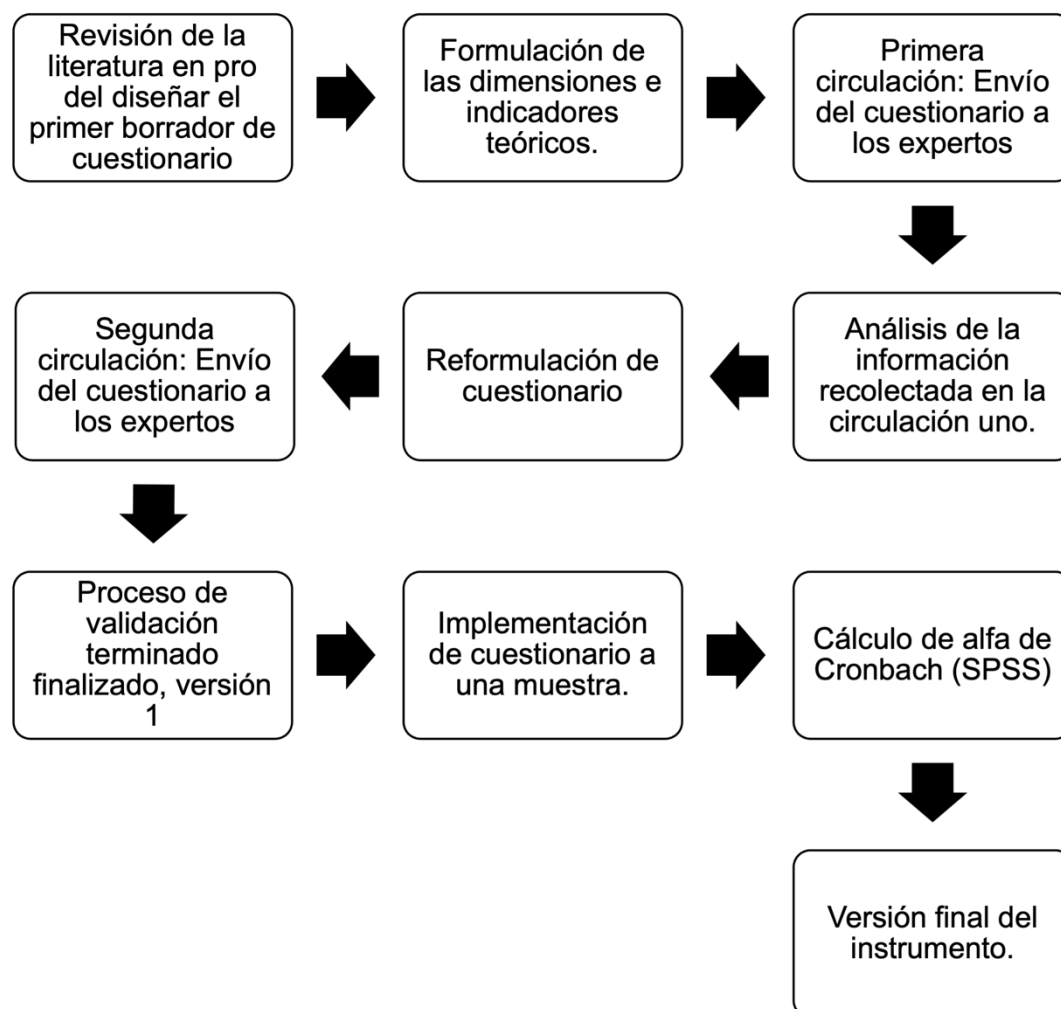 Revisión de la
literatura en pro
del diseñar el
primer borrador de
cuestionario
Formulación de
las dimensiones e
indicadores
teóricos.
Primera
circulación: Envío
del cuestionario a
los expertos
Análisis de la
información
recolectada en la
circulación uno.
Reformulación de
cuestionario
Segunda
circulación: Envío
del cuestionario a
los expertos
Proceso de
validación
terminado
finalizado, versión
1
Implementación
de cuestionario a
una muestra.
Cálculo de alfa de
Cronbach (SPSS)
Versión final del
instrumento.